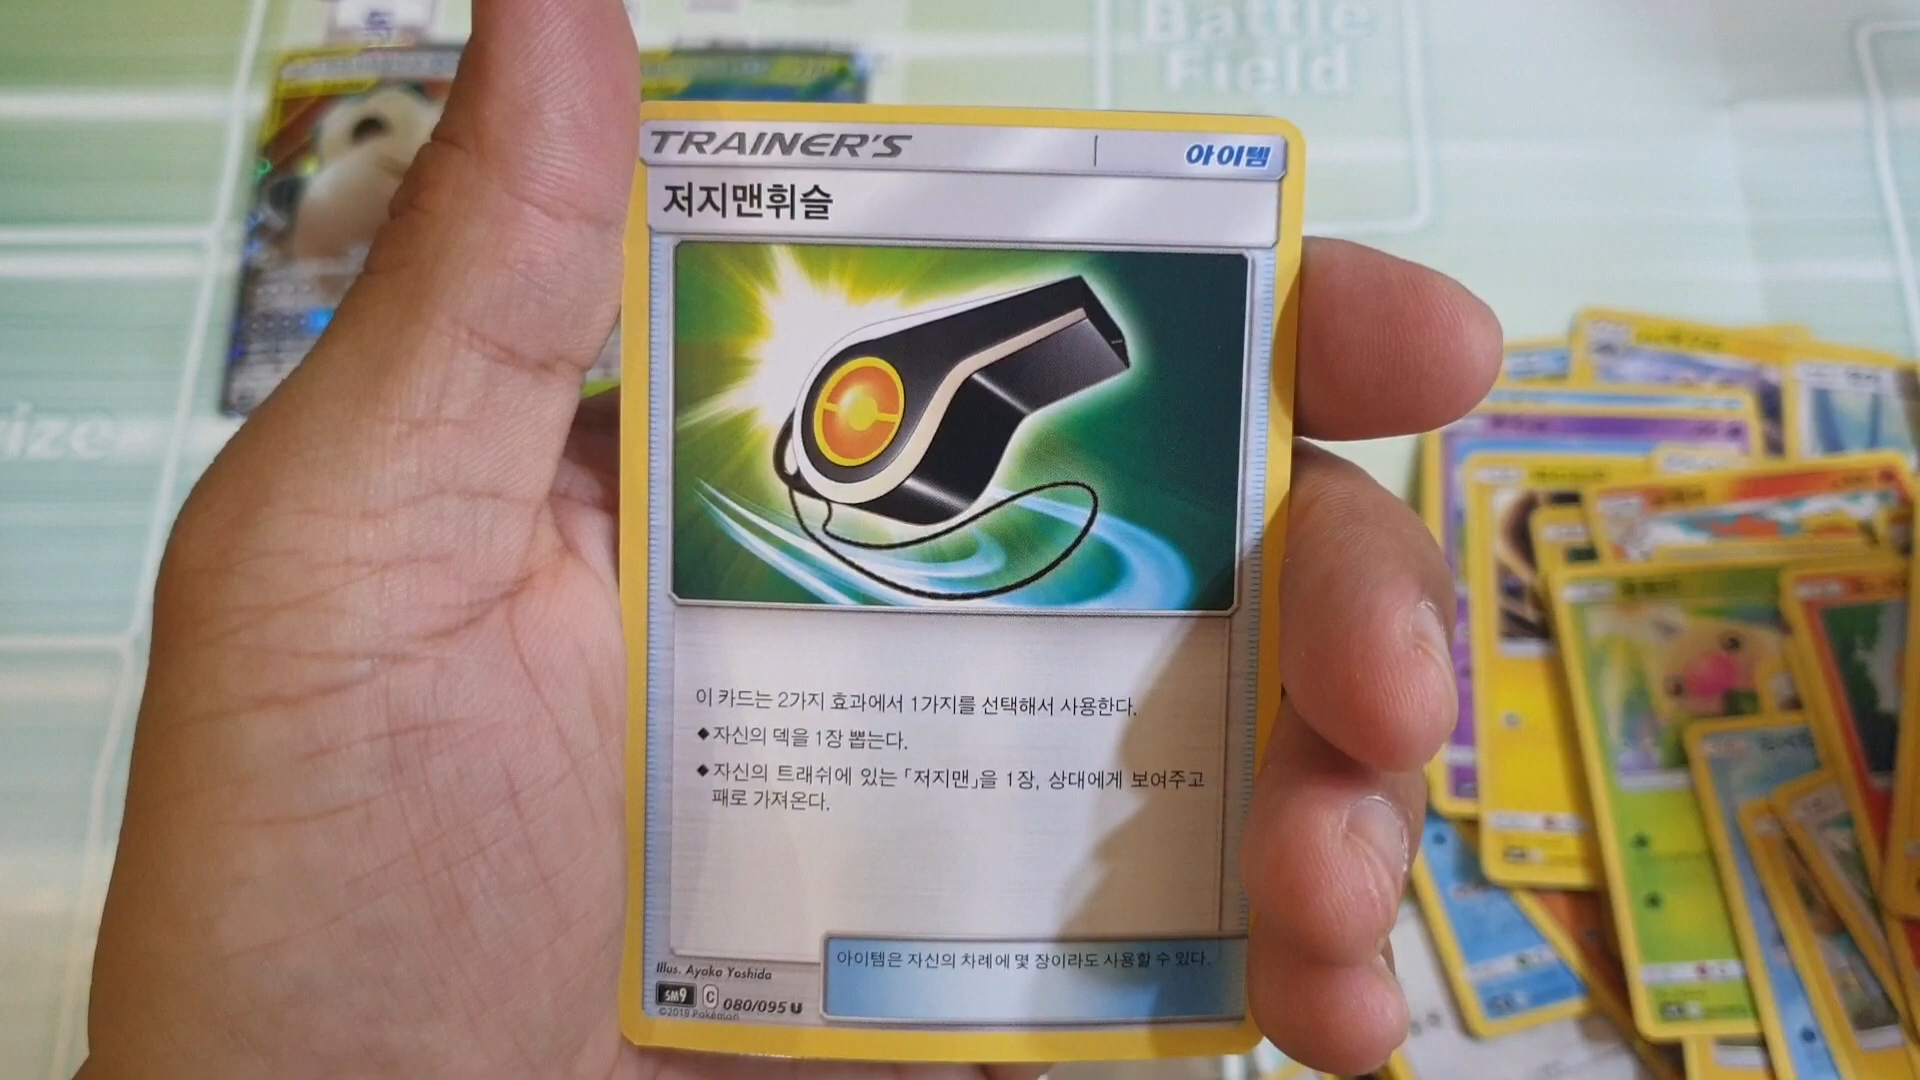 Battle
Field
rize
TRAINER'S
아이템
저지맨휘슬
이 카드는 2가지 효과에서 1가지를 선택해서 사용한다.
◆자신의 덱을 1장 뽑는다.
◆자신의 트래쉬에 있는 「저지맨」을 1장, 상대에게 보여주고
패로 가져온다.
아이템은 자신의 차례에 몇 장이라도 사용할 수 있다.
Illus. Ayaka Yoshida
SM9 C 080/095 U
©2019 Pokémon